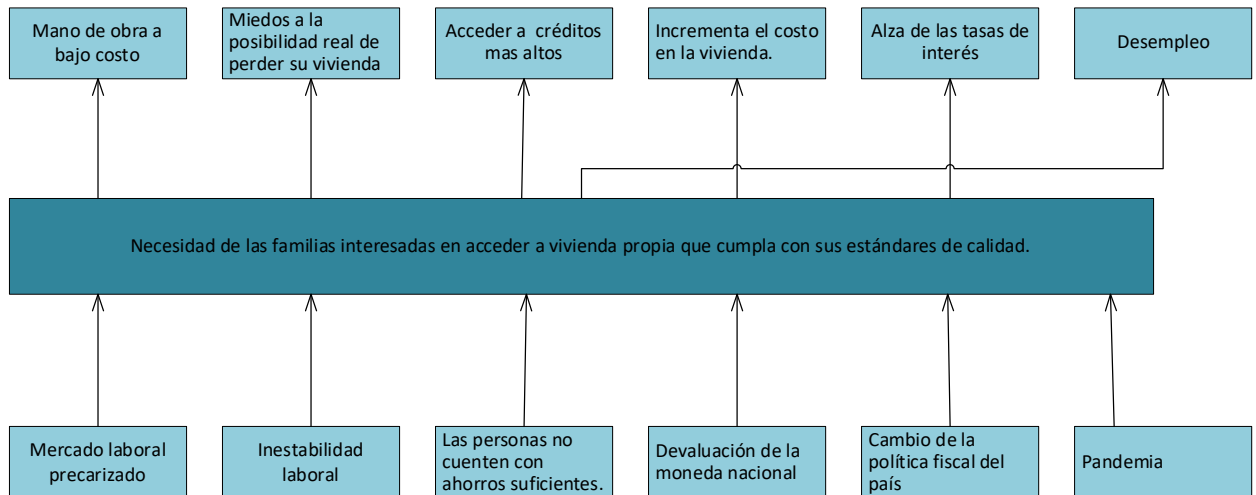 Mano de obra a
bajo costo
Miedos a la
posibilidad real de
perder su vivienda
Acceder a créditos
mas altos
Incrementa el costo
en la vivienda.
Alza de las tasas de
interés
Desempleo
Necesidad de las familias interesadas en acceder a vivienda propia que cumpla con sus estándares de calidad.
Mercado laboral
precarizado
Inestabilidad
laboral
Las personas no
cuenten con
ahorros suficientes.
Devaluación de la
moneda nacional
Cambio de la
política fiscal del
país
Pandemia